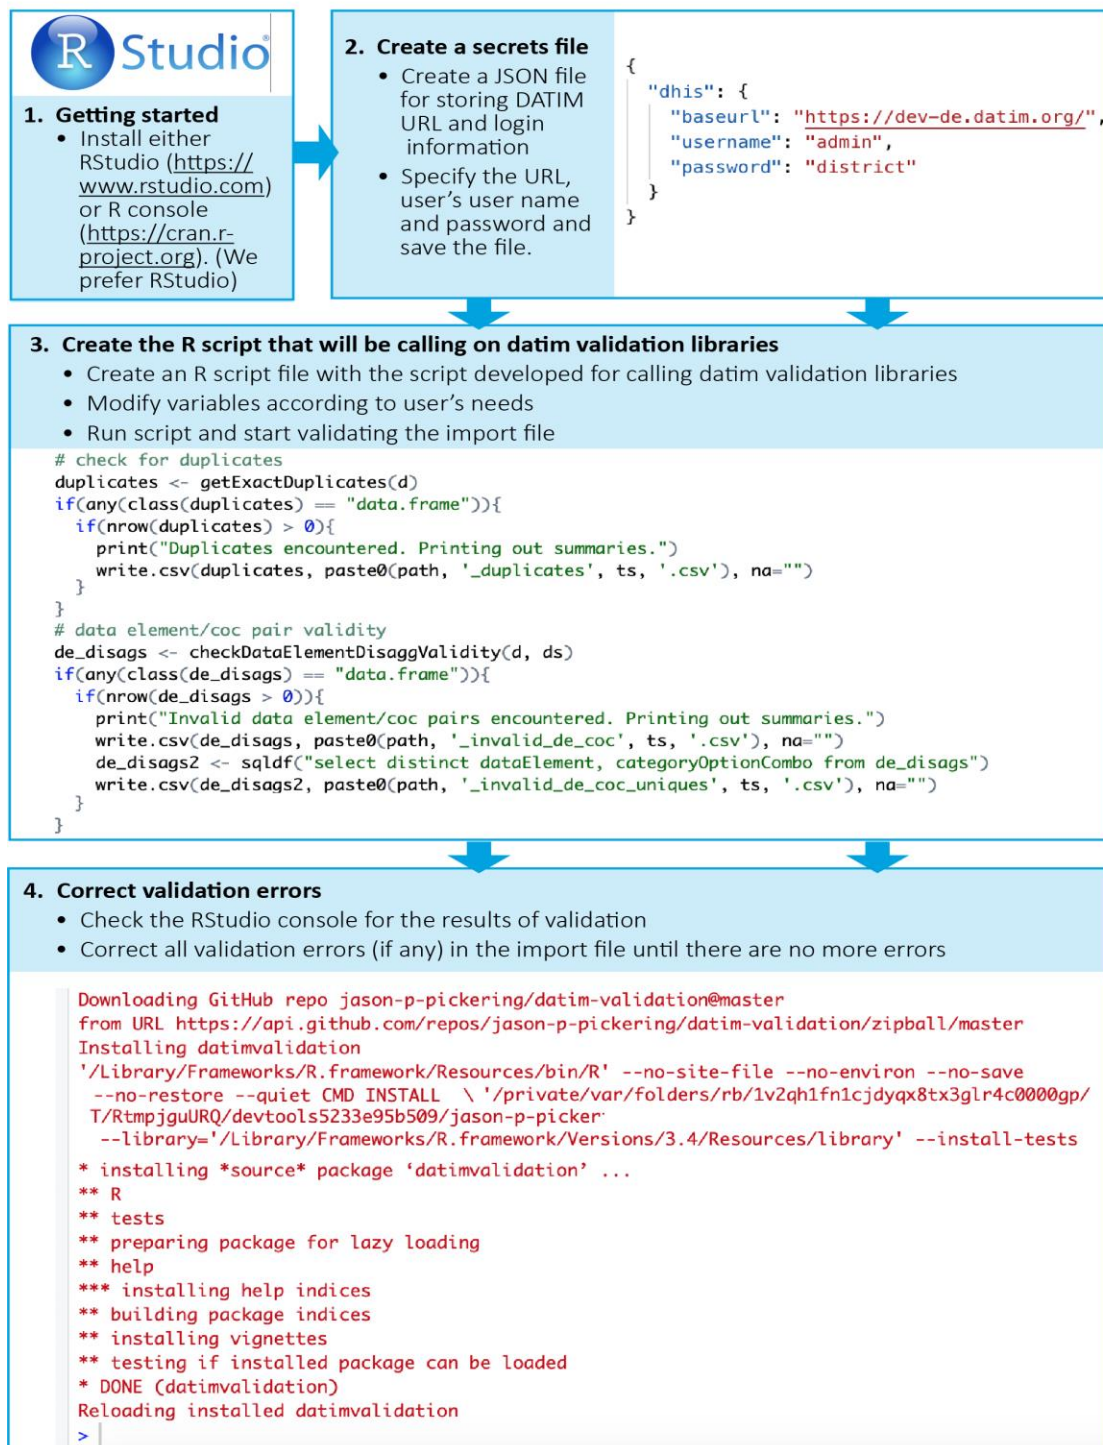 R Studio
1. Getting started
• Install either
RStudio (https://
www.rstudio.com)
or R console
(https://cran.r-
project.org). (We
prefer RStudio)
2. Create a secrets file
• Create a JSON file
for storing DATIM
URL and login
information
• Specify the URL,
user's user name
and password and
save the file.
{
"dhis": {
"baseurl": "https://dev-de.datim.org/",
"username": "admin",
"password": "district"
}
}
3. Create the R script that will be calling on datim validation libraries
• Create an R script file with the script developed for calling datim validation libraries
• Modify variables according to user's needs
• Run script and start validating the import file
# check for duplicates
duplicates <- getExactDuplicates(d)
if(any(class(duplicates) == "data.frame")){
if(nrow(duplicates) > 0){
print("Duplicates encountered. Printing out summaries.")
write.csv(duplicates, paste0(path, '_duplicates', ts, '.csv'), na="")
}
}
# data element/coc pair validity
de_disags <- checkDataElementDisaggValidity(d, ds)
if(any(class(de_disags) == "data.frame")){
if(nrow(de_disags > 0)){
print("Invalid data element/coc pairs encountered. Printing out summaries.")
write.csv(de_disags, paste0(path, '_invalid_de_coc', ts, '.csv'), na="")
de_disags2 <- sqldf("select distinct dataElement, categoryOptionCombo from de_disags")
write.csv(de_disags2, paste0(path, '_invalid_de_coc_uniques', ts, '.csv'), na="")
}
}
4. Correct validation errors
• Check the RStudio console for the results of validation
• Correct all validation errors (if any) in the import file until there are no more errors
Downloading GitHub repo jason-p-pickering/datim-validation@master
from URL https://api.github.com/repos/jason-p-pickering/datim-validation/zipball/master
Installing datimvalidation
'/Library/Frameworks/R.framework/Resources/bin/R' --no-site-file --no-environ --no-save
--no-restore --quiet CMD INSTALL \ '/private/var/folders/rb/1v2qh1fn1cjdyqx8tx3glr4c0000gp/
T/RtmpjguURQ/devtools5233e95b509/jason-p-picker
--library='/Library/Frameworks/R.framework/Versions/3.4/Resources/library' --install-tests
* installing *source* package ‘datimvalidation’ ...
** R
** tests
** preparing package for lazy loading
** help
*** installing help indices
** building package indices
** installing vignettes
** testing if installed package can be loaded
* DONE (datimvalidation)
Reloading installed datimvalidation
>